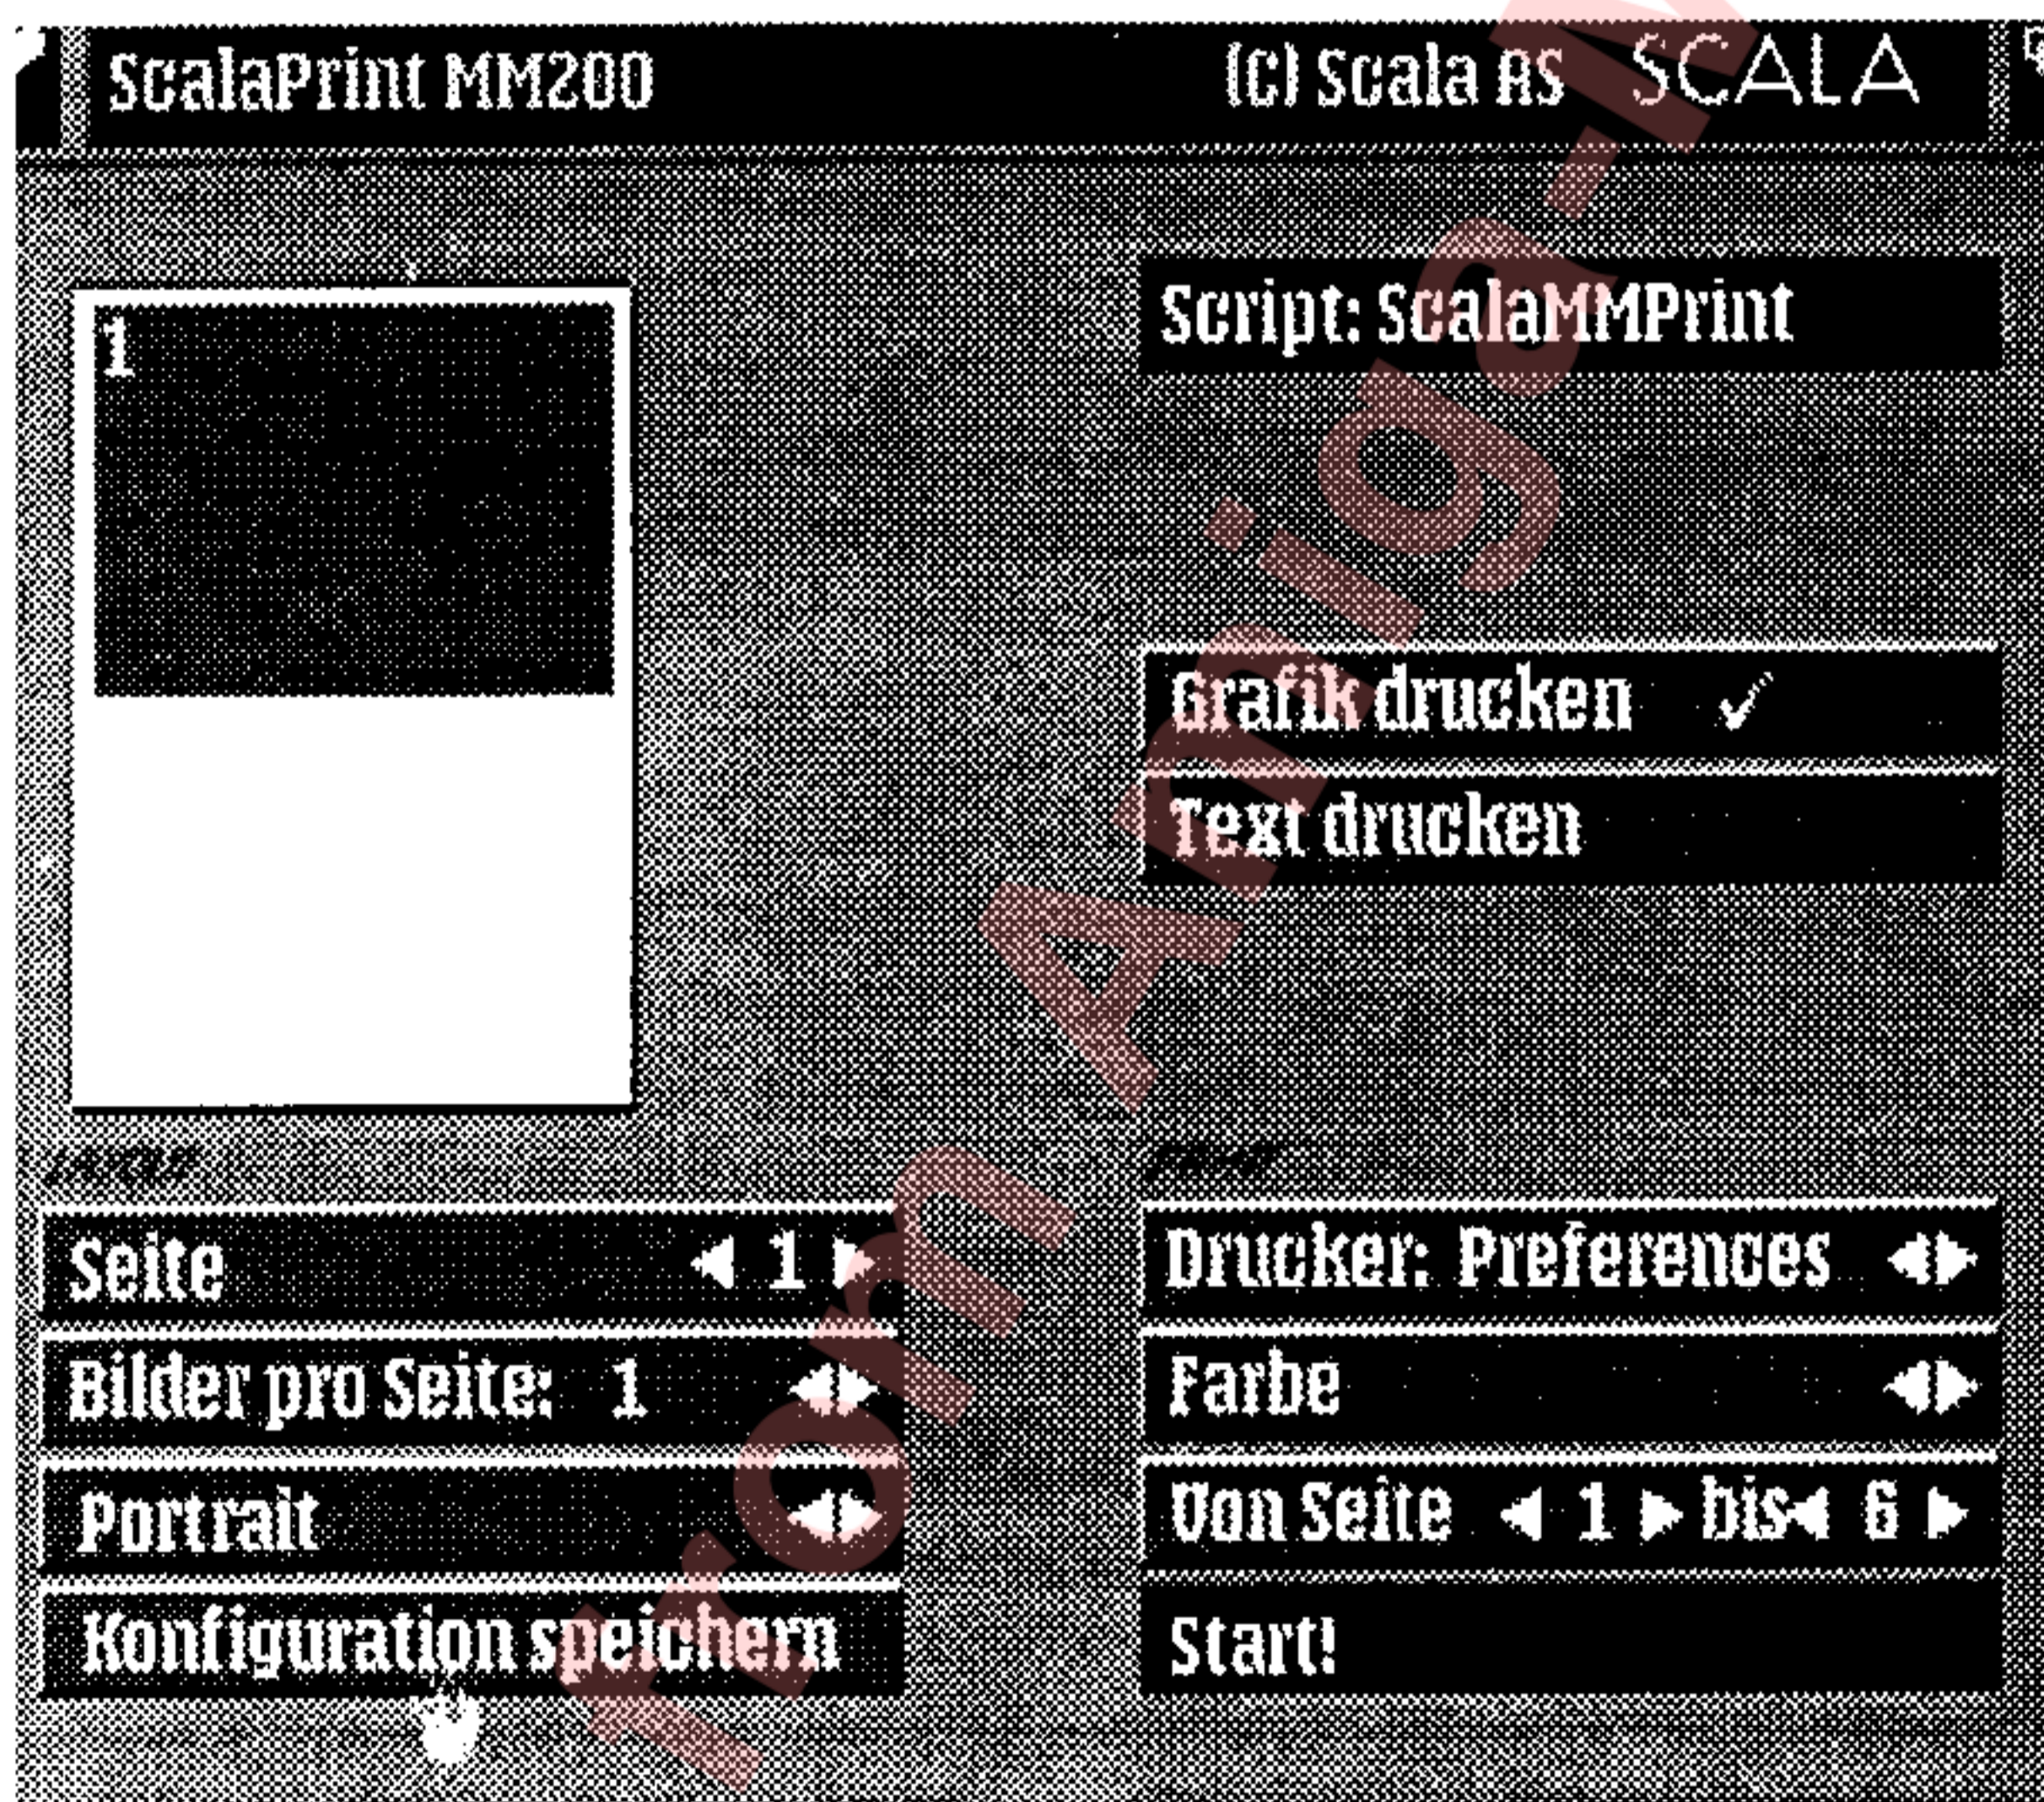 ScalaPrint MM200
(C) Scala AS SCALA
1
Script: ScalaMMPrint
Grafik drucken ✓
Text drucken
Seite ◀ 1 ▶
Bilder pro Seite: 1 ◀▶
Portrait ◀▶
Konfiguration speichern
Drucker: Preferences ◀▶
Farbe ◀▶
Von Seite ◀ 1 ▶ bis ◀ 6 ▶
Start!
from Amiga-